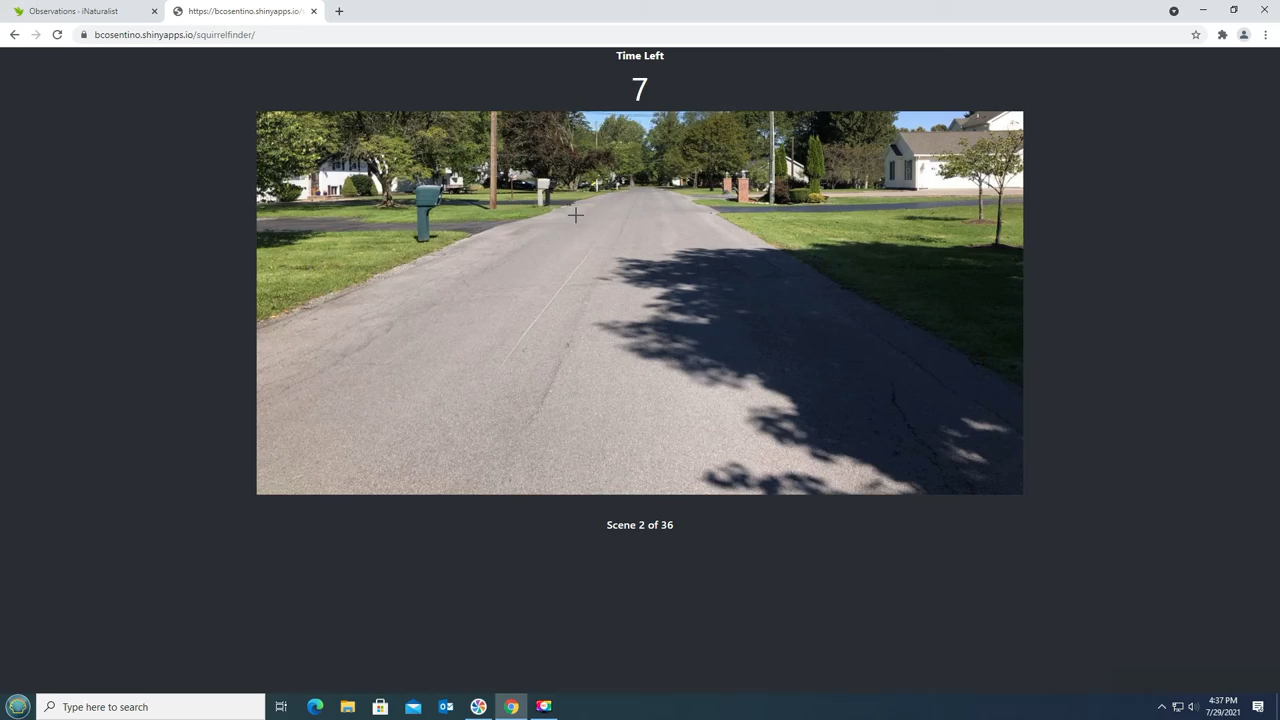 Observations - iNaturalist
https://bcosentino.shinyapps.io/s
bcosentino.shinyapps.io/squirrelfinder/
Time Left
7
Scene 2 of 36
Type here to search
4:37 PM
7/29/2021